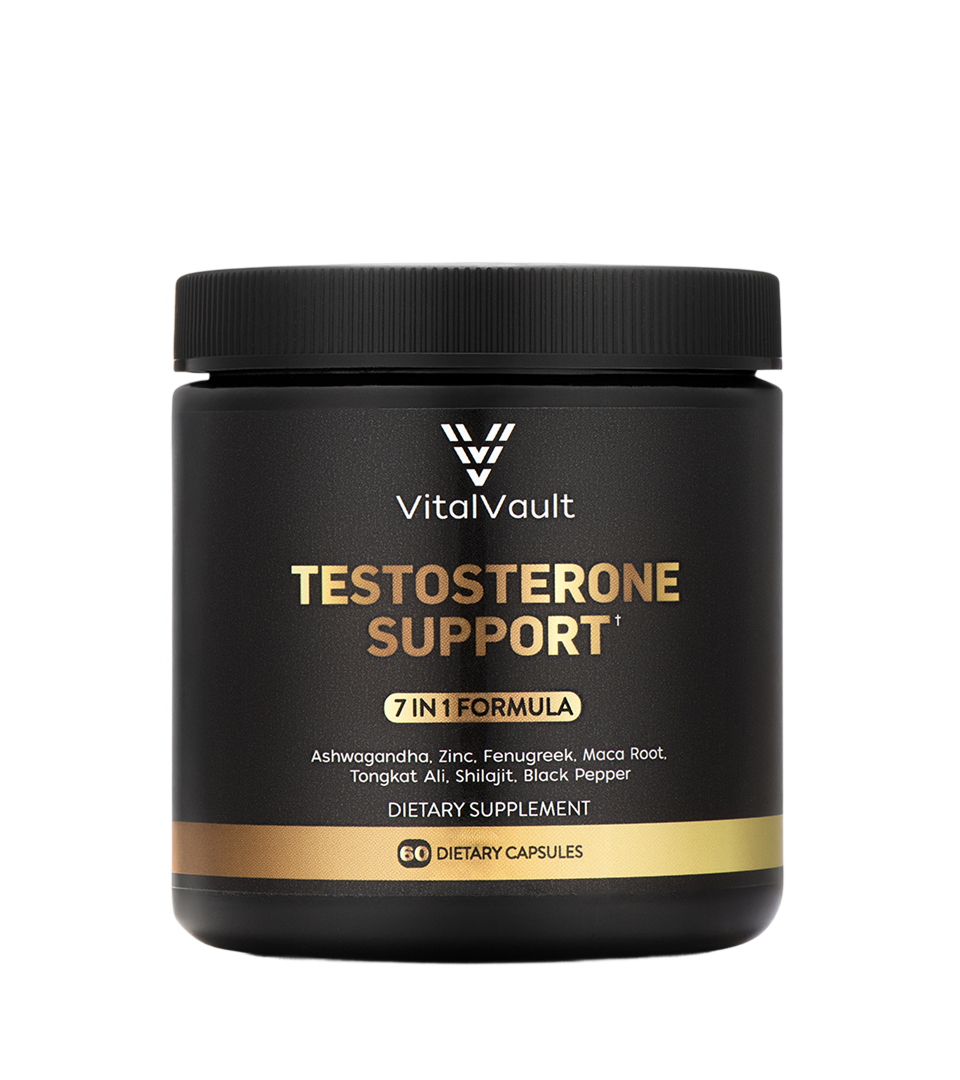 VitalVault
TESTOSTERONE
SUPPORT†
7 IN 1 FORMULA
Ashwagandha, Zinc, Fenugreek, Maca Root,
Tongkat Ali, Shilajit, Black Pepper
DIETARY SUPPLEMENT
60 DIETARY CAPSULES